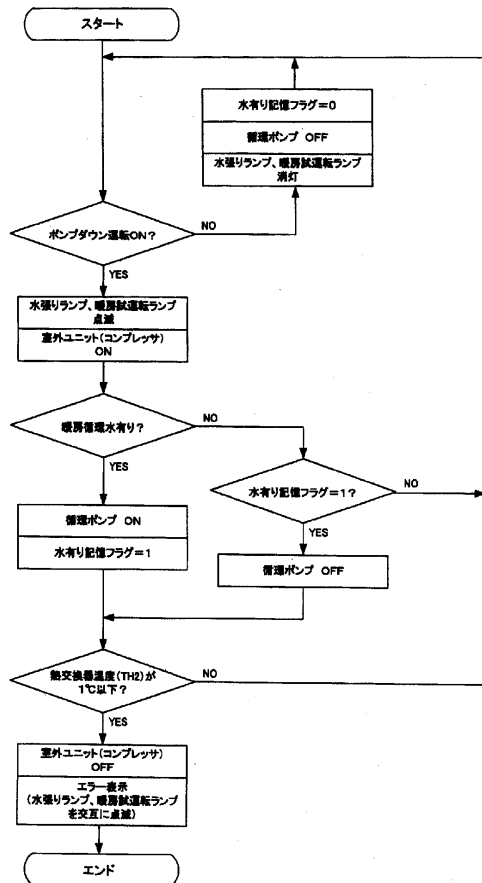 スタート
水有り記憶フラグ=0
循環ポンプ OFF
水張りランプ、暖房試運転ランプ
消灯
ポンプダウン運転ON?
NO
YES
水張りランプ、暖房試運転ランプ
点滅
室外ユニット(コンプレッサ)
ON
暖房循環水有り?
NO
YES
水有り記憶フラグ=1?
NO
YES
循環ポンプ ON
水有り記憶フラグ=1
循環ポンプ OFF
熱交換器温度(TH2)が
1℃以下?
NO
YES
室外ユニット(コンプレッサ)
OFF
エラー表示
(水張りランプ、暖房試運転ランプ
を交互に点滅)
エンド